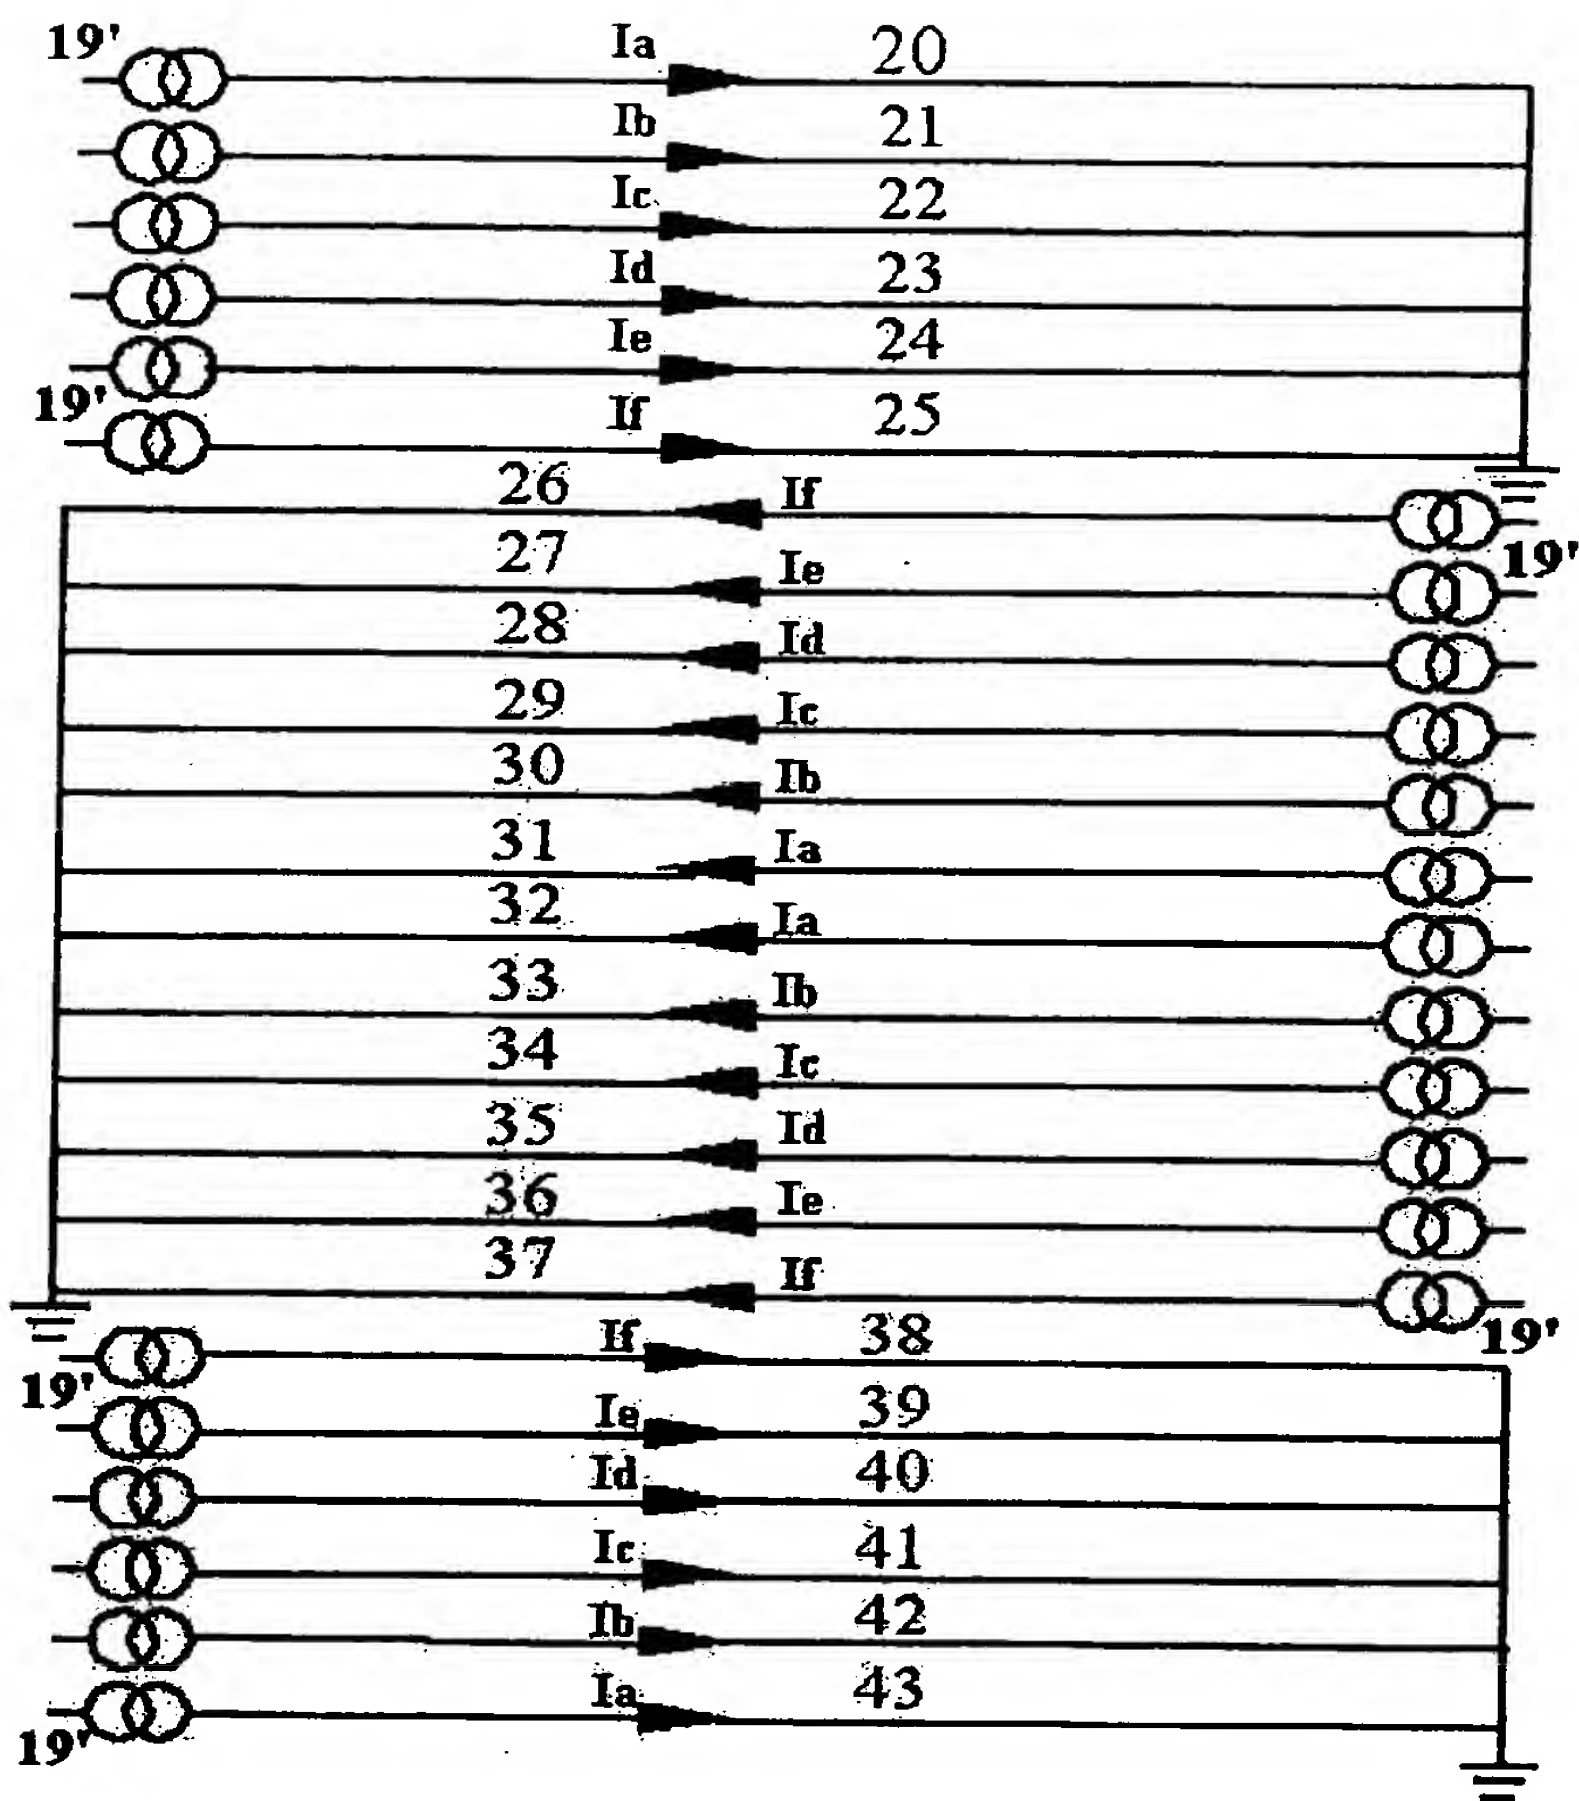 19' Ia 20
Ib 21
Ic 22
Id 23
Ie 24
19' If 25
26 If
19'
27 Ie
28 Id
29 Ic
30 Ib
31 Ia
32 Ia
33 Ib
34 Ic
35 Id
36 Ie
37 If
19'
If 38
19'
Ie 39
Id 40
Ic 41
Ib 42
Ia 43
19'